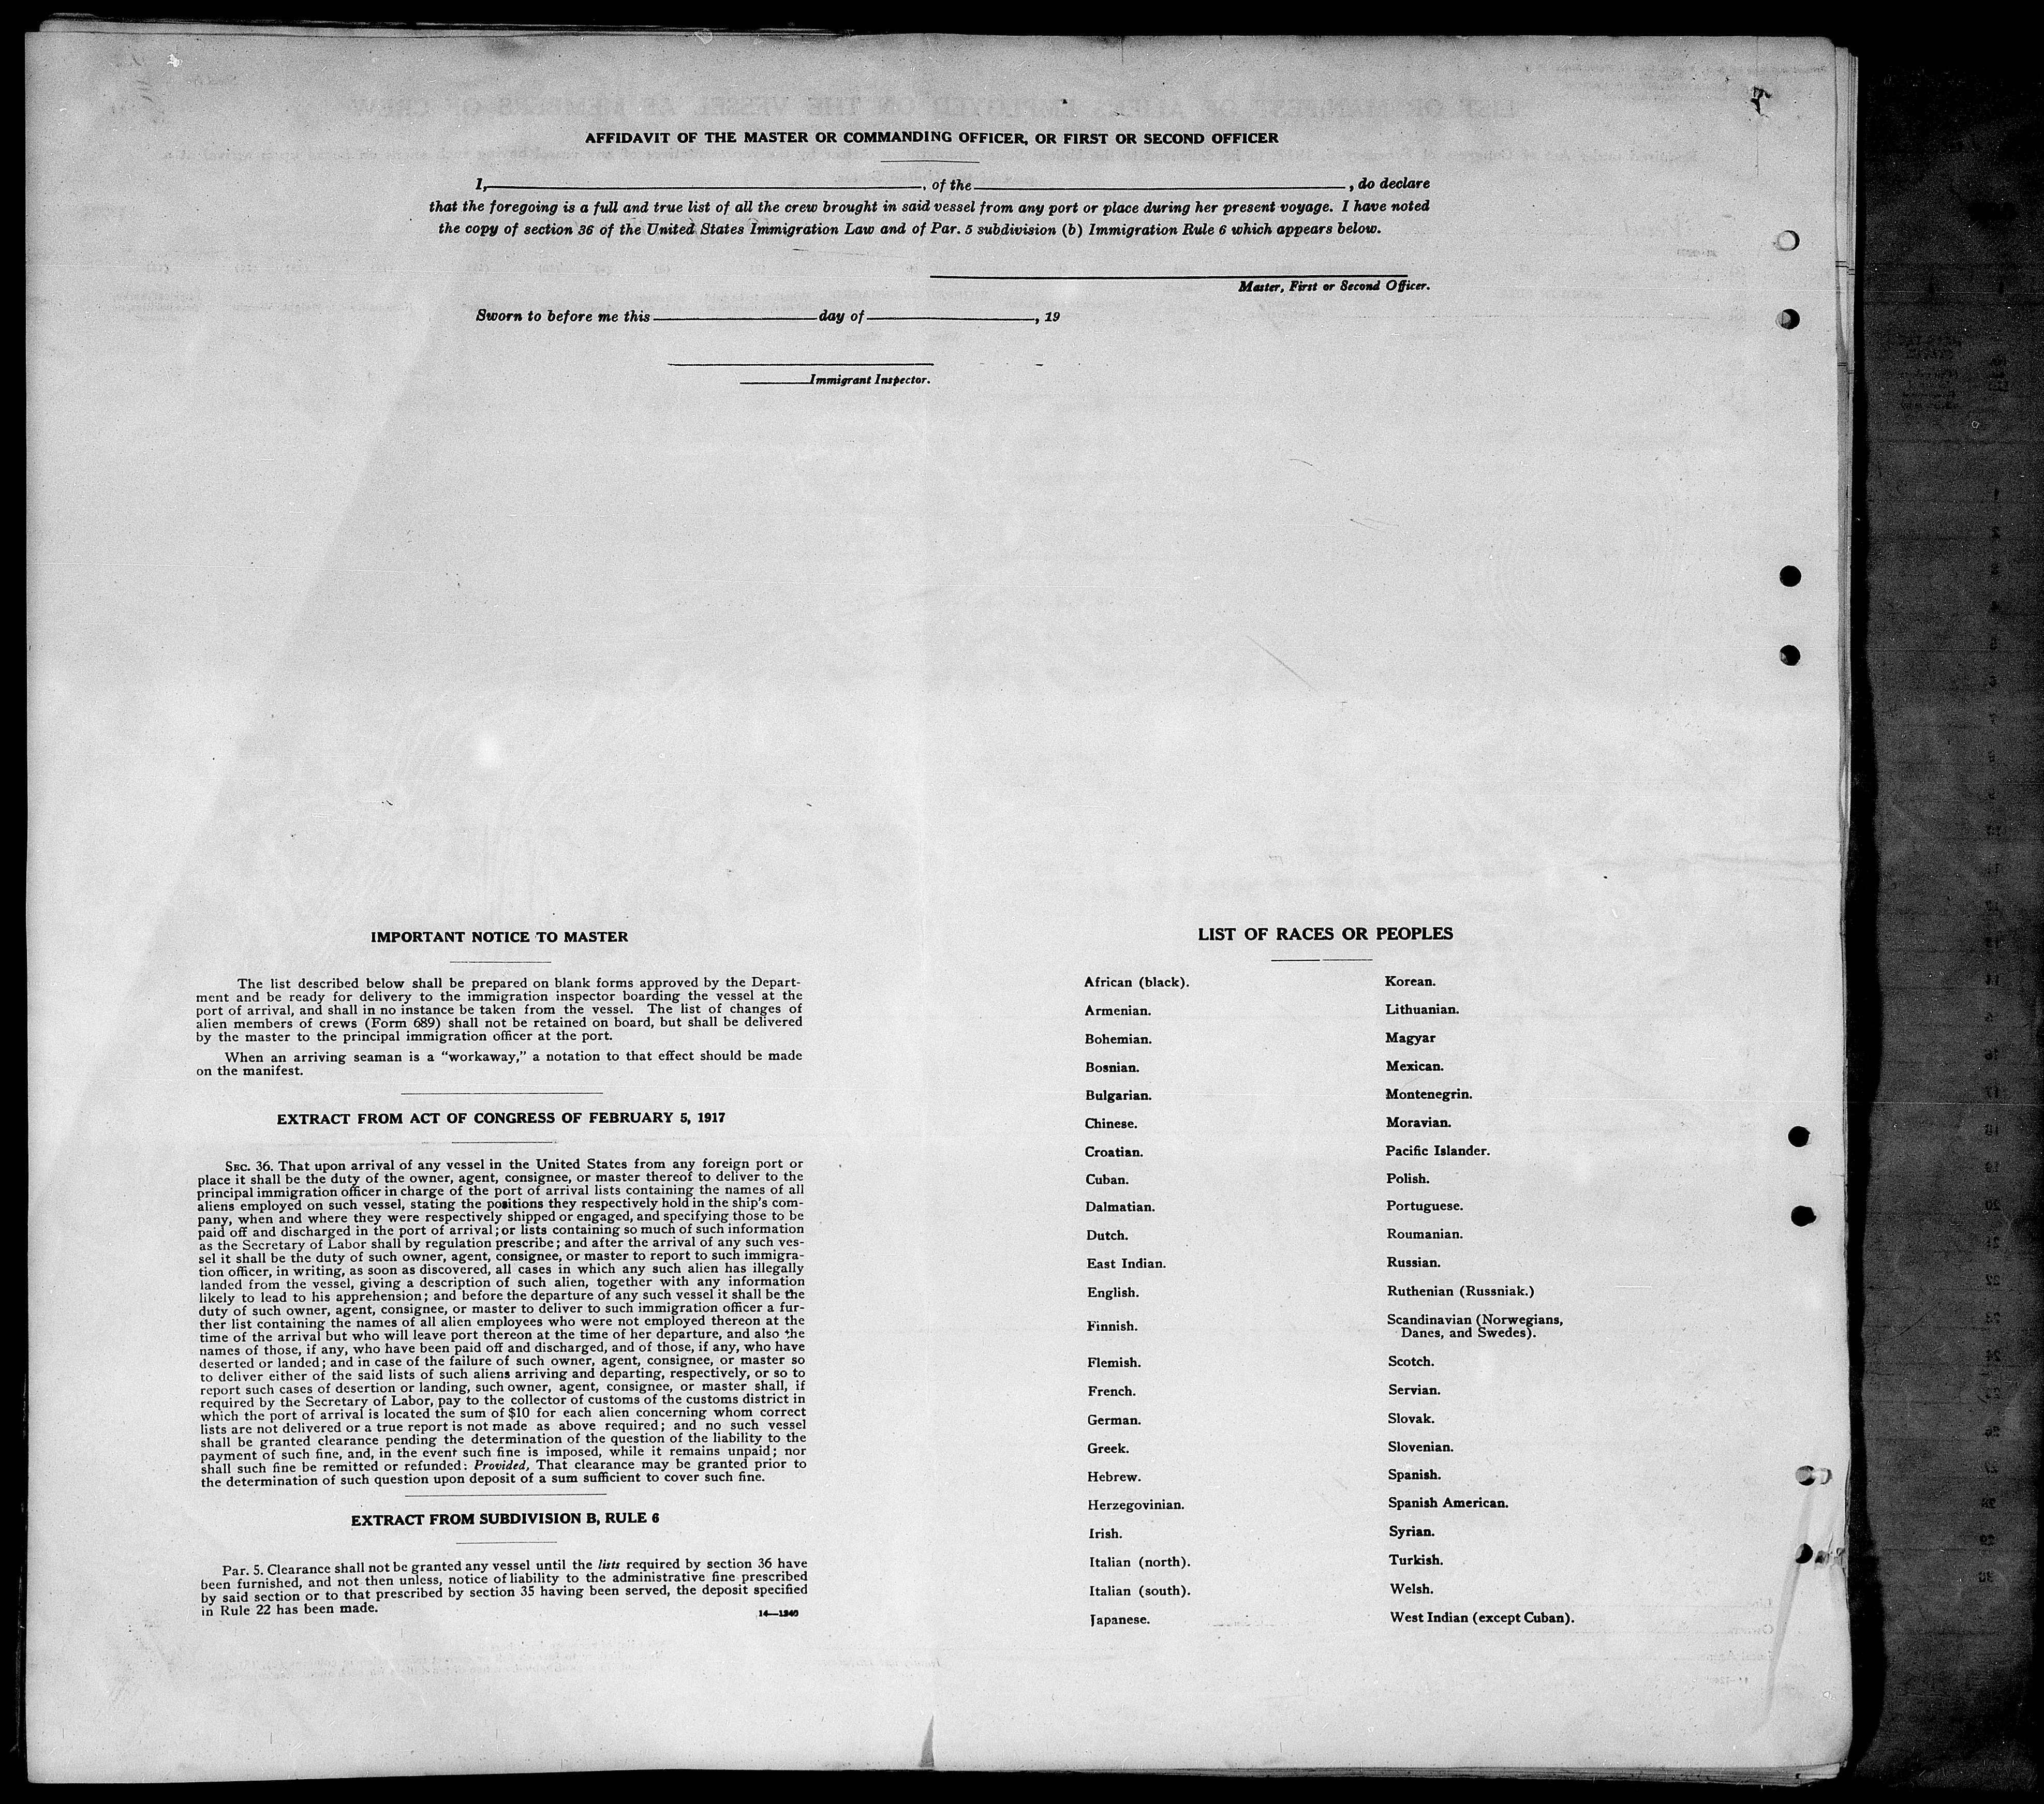 AFFIDAVIT OF THE MASTER OR COMMANDING OFFICER, OR FIRST OR SECOND OFFICER
I, , of the , do declare
that the foregoing is a full and true list of all the crew brought in said vessel from any port or place during her present voyage. I have noted
the copy of section 36 of the United States Immigration Law and of Par. 5 subdivision (b) Immigration Rule 6 which appears below.
Master, First or Second Officer.
Sworn to before me this day of , 19
Immigrant Inspector.
IMPORTANT NOTICE TO MASTER
The list described below shall be prepared on blank forms approved by the Depart-
ment and be ready for delivery to the immigration inspector boarding the vessel at the
port of arrival, and shall in no instance be taken from the vessel. The list of changes of
alien members of crews (Form 689) shall not be retained on board, but shall be delivered
by the master to the principal immigration officer at the port.
When an arriving seaman is a "workaway," a notation to that effect should be made
on the manifest.
EXTRACT FROM ACT OF CONGRESS OF FEBRUARY 5, 1917
SEC. 36. That upon arrival of any vessel in the United States from any foreign port or
place it shall be the duty of the owner, agent, consignee, or master thereof to deliver to the
principal immigration officer in charge of the port of arrival lists containing the names of all
aliens employed on such vessel, stating the positions they respectively hold in the ship's com-
pany, when and where they were respectively shipped or engaged, and specifying those to be
paid off and discharged in the port of arrival; or lists containing so much of such information
as the Secretary of Labor shall by regulation prescribe; and after the arrival of any such ves-
sel it shall be the duty of such owner, agent, consignee, or master to report to such immigra-
tion officer, in writing, as soon as discovered, all cases in which any such alien has illegally
landed from the vessel, giving a description of such alien, together with any information
likely to lead to his apprehension; and before the departure of any such vessel it shall be the
duty of such owner, agent, consignee, or master to deliver to such immigration officer a fur-
ther list containing the names of all alien employees who were not employed thereon at the
time of the arrival but who will leave port thereon at the time of her departure, and also the
names of those, if any, who have been paid off and discharged, and of those, if any, who have
deserted or landed; and in case of the failure of such owner, agent, consignee, or master so
to deliver either of the said lists of such aliens arriving and departing, respectively, or so to
report such cases of desertion or landing, such owner, agent, consignee, or master shall, if
required by the Secretary of Labor, pay to the collector of customs of the customs district in
which the port of arrival is located the sum of $10 for each alien concerning whom correct
lists are not delivered or a true report is not made as above required; and no such vessel
shall be granted clearance pending the determination of the question of the liability to the
payment of such fine, and, in the event such fine is imposed, while it remains unpaid; nor
shall such fine be remitted or refunded: Provided, That clearance may be granted prior to
the determination of such question upon deposit of a sum sufficient to cover such fine.
EXTRACT FROM SUBDIVISION B, RULE 6
Par. 5. Clearance shall not be granted any vessel until the lists required by section 36 have
been furnished, and not then unless, notice of liability to the administrative fine prescribed
by said section or to that prescribed by section 35 having been served, the deposit specified
in Rule 22 has been made.
14—1240
LIST OF RACES OR PEOPLES
African (black).
Armenian.
Bohemian.
Bosnian.
Bulgarian.
Chinese.
Croatian.
Cuban.
Dalmatian.
Dutch.
East Indian.
English.
Finnish.
Flemish.
French.
German.
Greek.
Hebrew.
Herzegovinian.
Irish.
Italian (north).
Italian (south).
Japanese.
Korean.
Lithuanian.
Magyar
Mexican.
Montenegrin.
Moravian.
Pacific Islander.
Polish.
Portuguese.
Roumanian.
Russian.
Ruthenian (Russniak.)
Scandinavian (Norwegians,
Danes, and Swedes).
Scotch.
Servian.
Slovak.
Slovenian.
Spanish.
Spanish American.
Syrian.
Turkish.
Welsh.
West Indian (except Cuban).